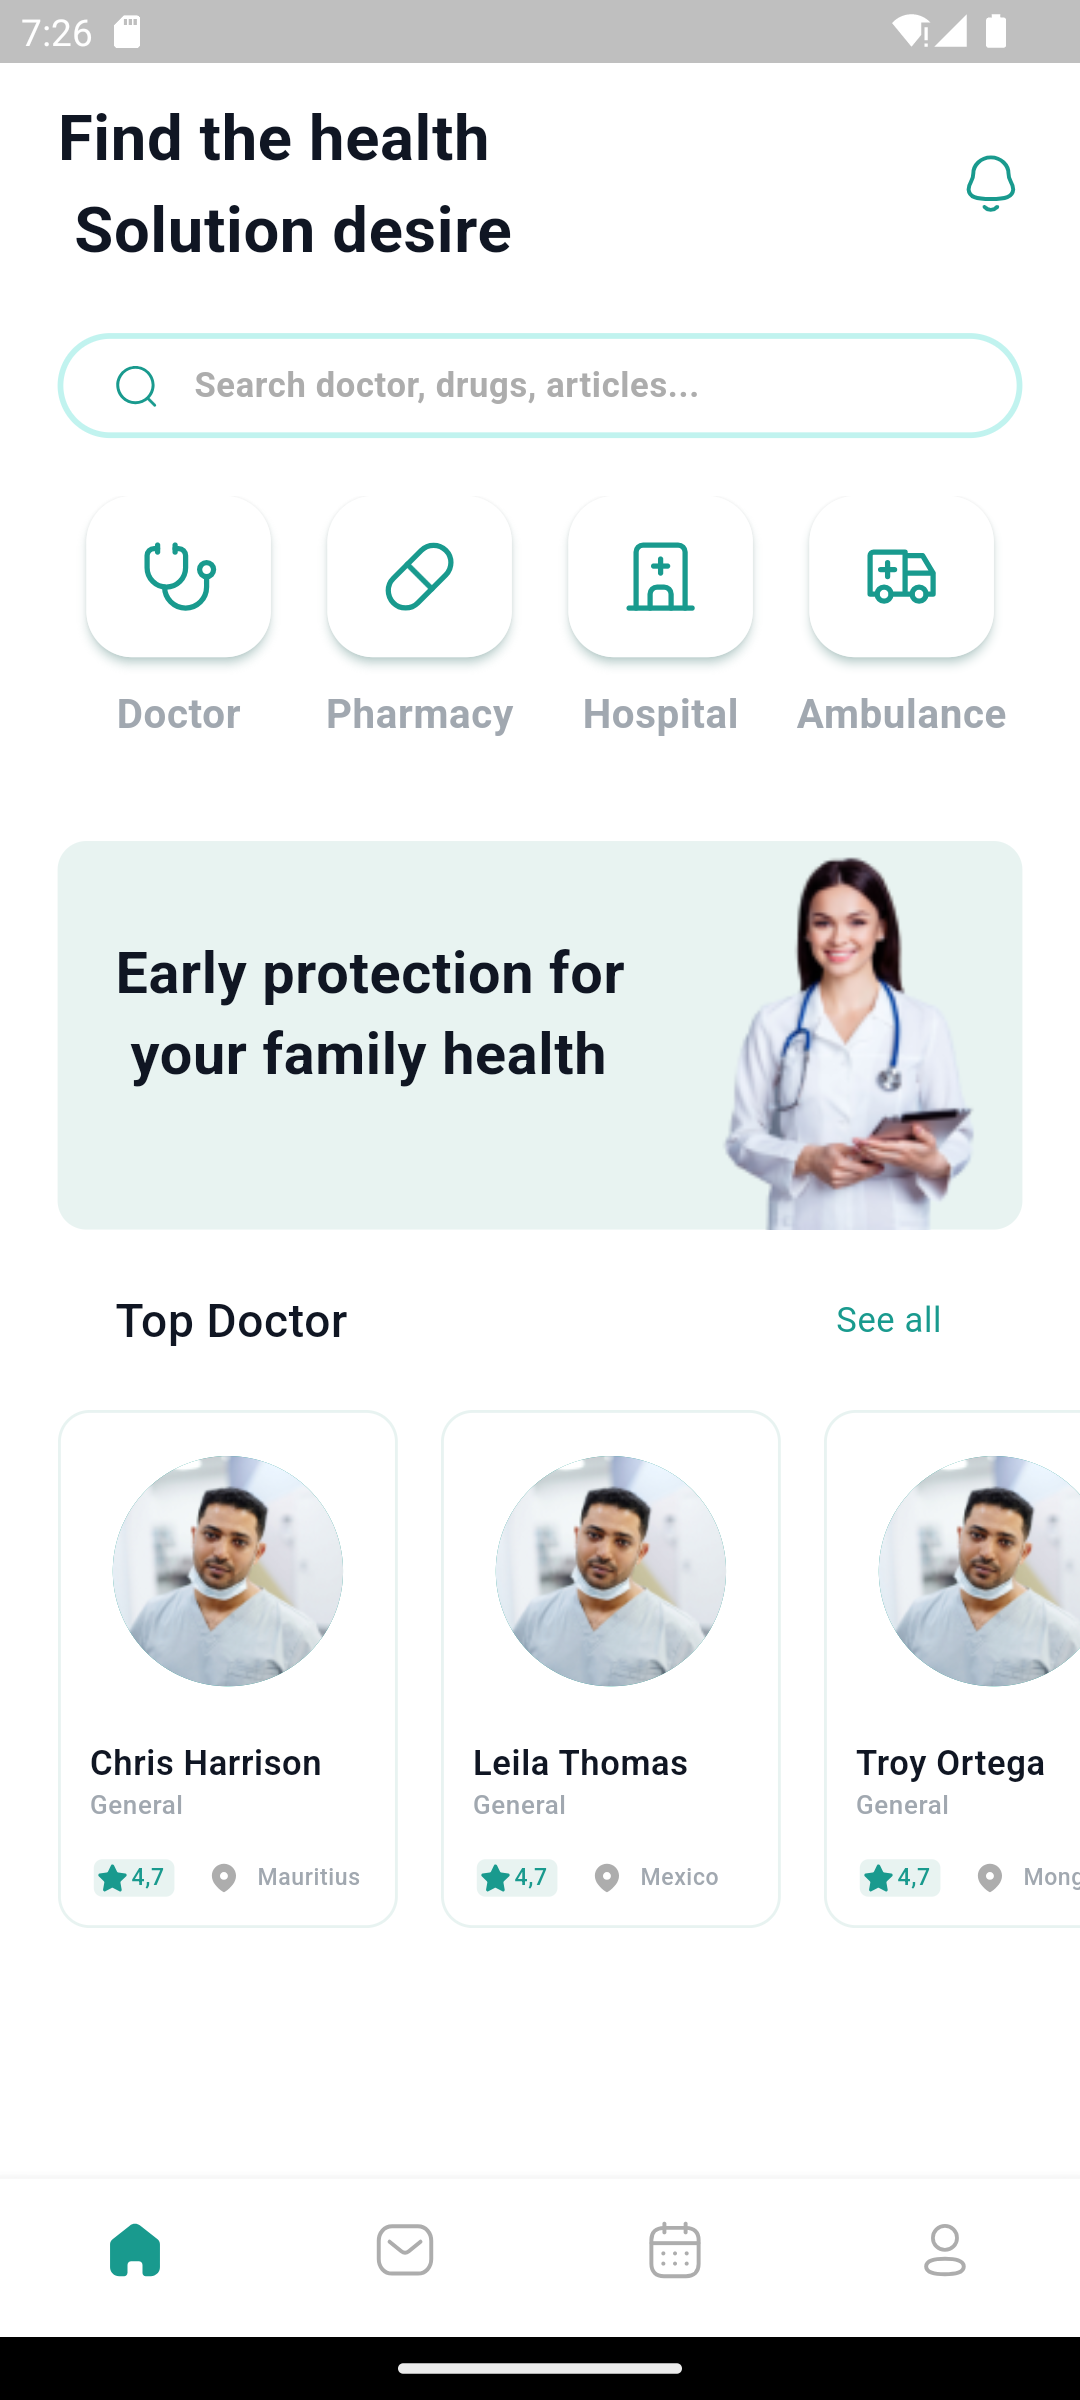 7:26
Find the health
Solution desire
Search doctor, drugs, articles...
Doctor Pharmacy Hospital Ambulance
Early protection for
your family health
Top Doctor See all
Chris Harrison Leila Thomas Troy Ortega
General General General
4,7 Mauritius 4,7 Mexico 4,7 Mong